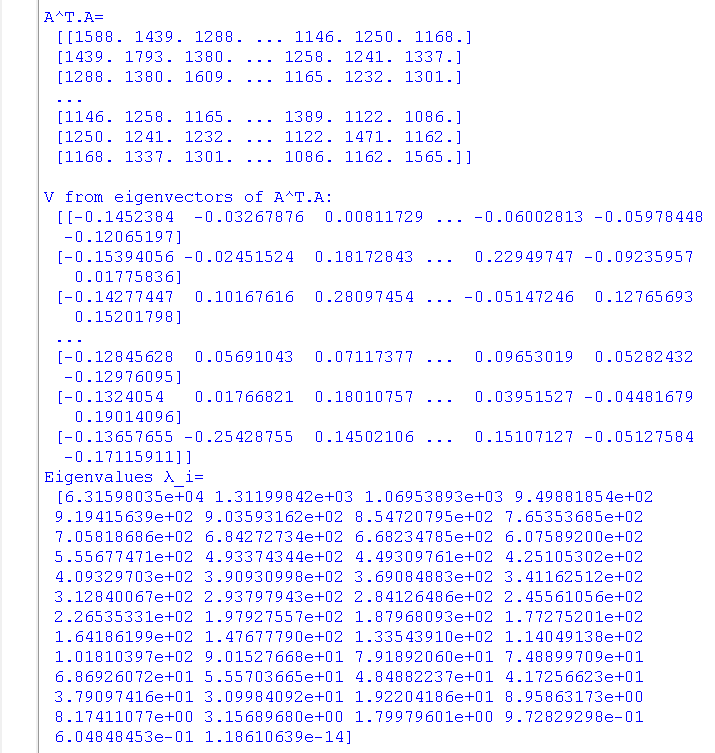 A^T.A=
[[1588. 1439. 1288. ... 1146. 1250. 1168.]
[1439. 1793. 1380. ... 1258. 1241. 1337.]
[1288. 1380. 1609. ... 1165. 1232. 1301.]
...
[1146. 1258. 1165. ... 1389. 1122. 1086.]
[1250. 1241. 1232. ... 1122. 1471. 1162.]
[1168. 1337. 1301. ... 1086. 1162. 1565.]]
V from eigenvectors of A^T.A:
[[-0.1452384 -0.03267876 0.00811729 ... -0.06002813 -0.05978448
-0.12065197]
[-0.15394056 -0.02451524 0.18172843 ... 0.22949747 -0.09235957
0.01775836]
[-0.14277447 0.10167616 0.28097454 ... -0.05147246 0.12765693
0.15201798]
...
[-0.12845628 0.05691043 0.07117377 ... 0.09653019 0.05282432
-0.12976095]
[-0.1324054 0.01766821 0.18010757 ... 0.03951527 -0.04481679
0.19014096]
[-0.13657655 -0.25428755 0.14502106 ... 0.15107127 -0.05127584
-0.17115911]]
Eigenvalues λ_i=
[6.31598035e+04 1.31199842e+03 1.06953893e+03 9.49881854e+02
9.19415639e+02 9.03593162e+02 8.54720795e+02 7.65353685e+02
7.05818686e+02 6.84272734e+02 6.68234785e+02 6.07589200e+02
5.55677471e+02 4.93374344e+02 4.49309761e+02 4.25105302e+02
4.09329703e+02 3.90930998e+02 3.69084883e+02 3.41162512e+02
3.12840067e+02 2.93797943e+02 2.84126486e+02 2.45561056e+02
2.26535331e+02 1.97927557e+02 1.87968093e+02 1.77275201e+02
1.64186199e+02 1.47677790e+02 1.33543910e+02 1.14049138e+02
1.01810397e+02 9.01527668e+01 7.91892060e+01 7.48899709e+01
6.86926072e+01 5.55703665e+01 4.84882237e+01 4.17256623e+01
3.79097416e+01 3.09984092e+01 1.92204186e+01 8.95863173e+00
8.17411077e+00 3.15689680e+00 1.79979601e+00 9.72829298e-01
6.04848453e-01 1.18610639e-14]